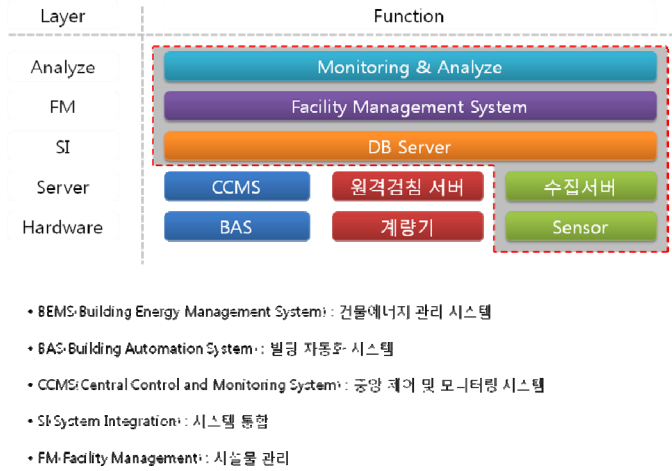 Layer Function
Analyze Monitoring & Analyze
FM Facility Management System
SI DB Server
Server CCMS 원격검침 서버 수집서버
Hardware BAS 계량기 Sensor
• BEMS(Building Energy Management System) : 건물에너지 관리 시스템
• BAS(Building Automation System) : 빌딩 자동화 시스템
• CCMS(Central Control and Monitoring System) : 중앙 제어 및 모니터링 시스템
• SI(System Integration) : 시스템 통합
• FM(Facility Management) : 시설물 관리